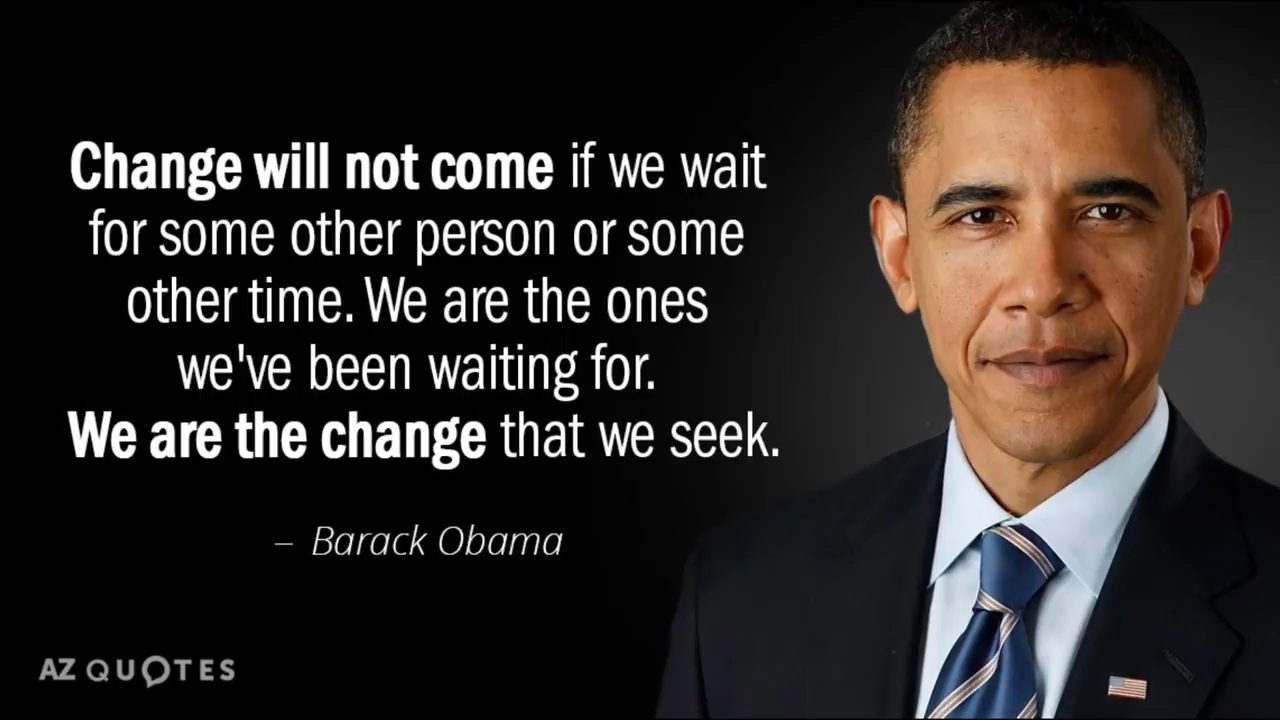 Change will not come if we wait
for some other person or some
other time. We are the ones
we've been waiting for.
We are the change that we seek.
– Barack Obama
AZ QUOTES